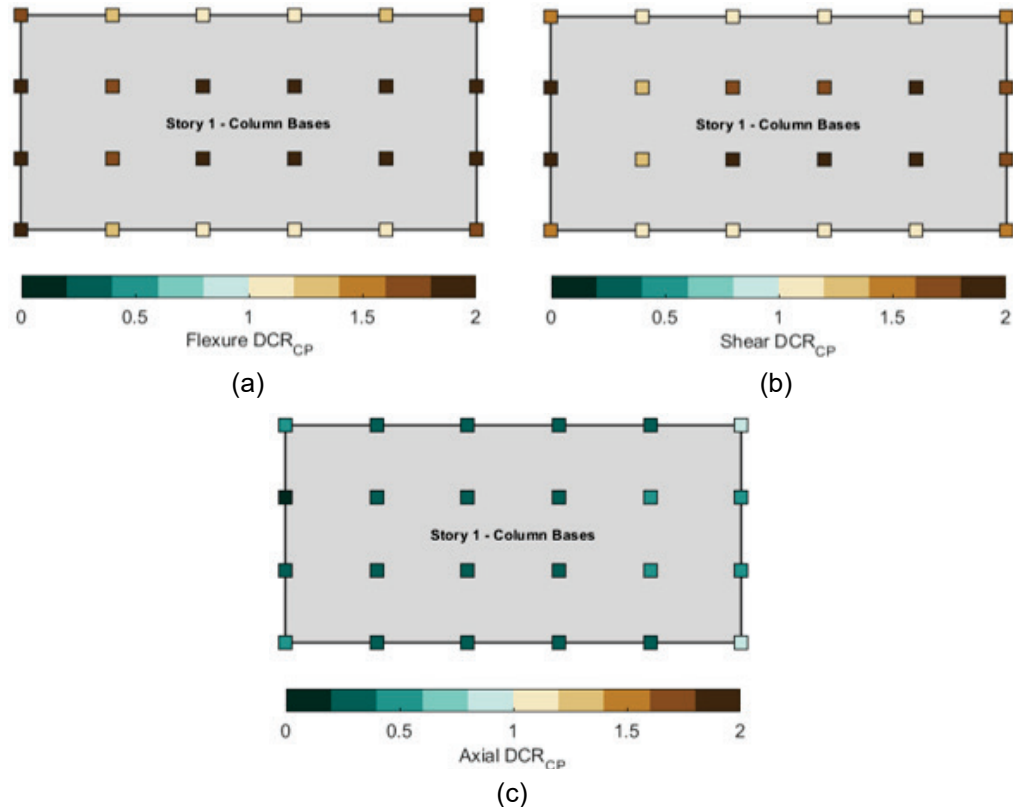 Story 1 - Column Bases
0 0.5 1 1.5 2
Flexure DCR_CP
(a)
Story 1 - Column Bases
0 0.5 1 1.5 2
Shear DCR_CP
(b)
Story 1 - Column Bases
0 0.5 1 1.5 2
Axial DCR_CP
(c)